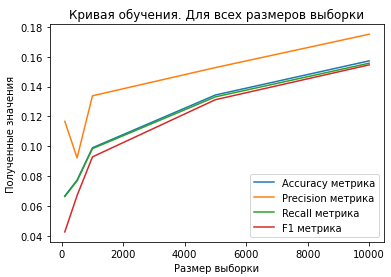 Кривая обучения. Для всех размеров выборки
Полученные значения
0.18
0.16
0.14
0.12
0.10
0.08
0.06
0.04
Accuracy метрика
Precision метрика
Recall метрика
F1 метрика
0
2000
4000
6000
8000
10000
Размер выборки